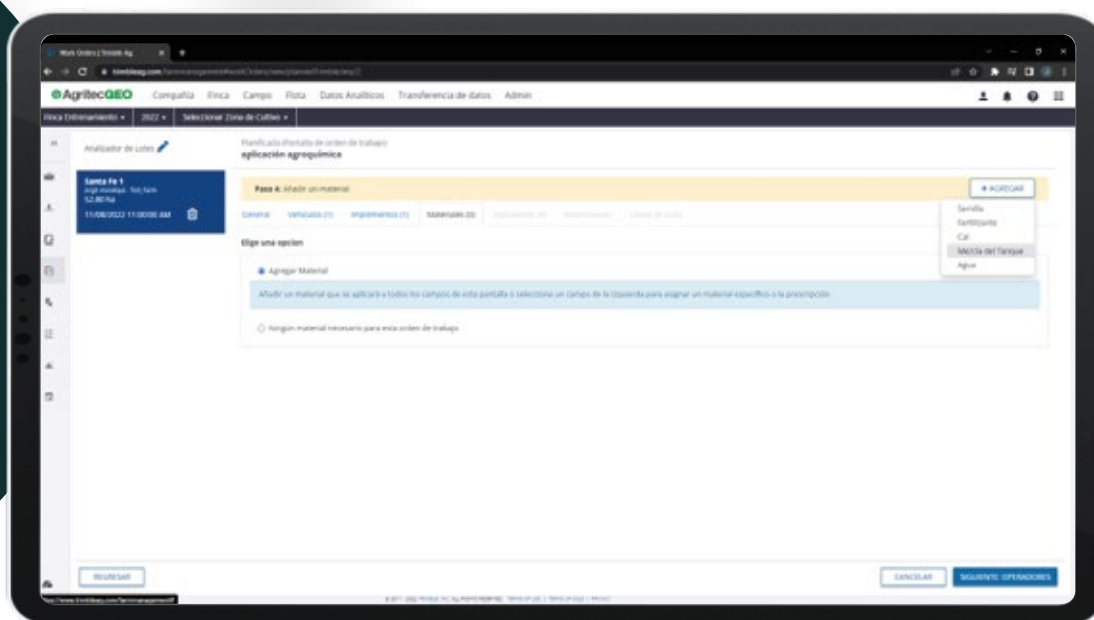 Work Orders | Trimble Ag
AgritecGEO Compañía Finca Campo Flota Datos Analíticos Transferencia de datos Admin
Finca Entrenamiento 2022 Seleccionar Zona de Cultivo
Analizador de Lotes
Planificada Pantalla de orden de trabajo
aplicación agroquímica
Santa Fe 1
52,80 ha
11/08/2022 11:00:00 AM
Paso 4: Añadir un material
+ AGREGAR
General Vehículos (1) Implementos (1) Materiales (0)
Semilla
Fertilizante
Cal
Mezcla del Tanque
Agua
Elige una opcion
Agregar Material
Añadir un material que se aplicará a todos los campos de esta pantalla o seleccione un campo de la izquierda para asignar un material específico o la prescripción
Ningún material necesario para esta orden de trabajo
REGRESAR
CANCELAR
SIGUIENTE: OPERADORES